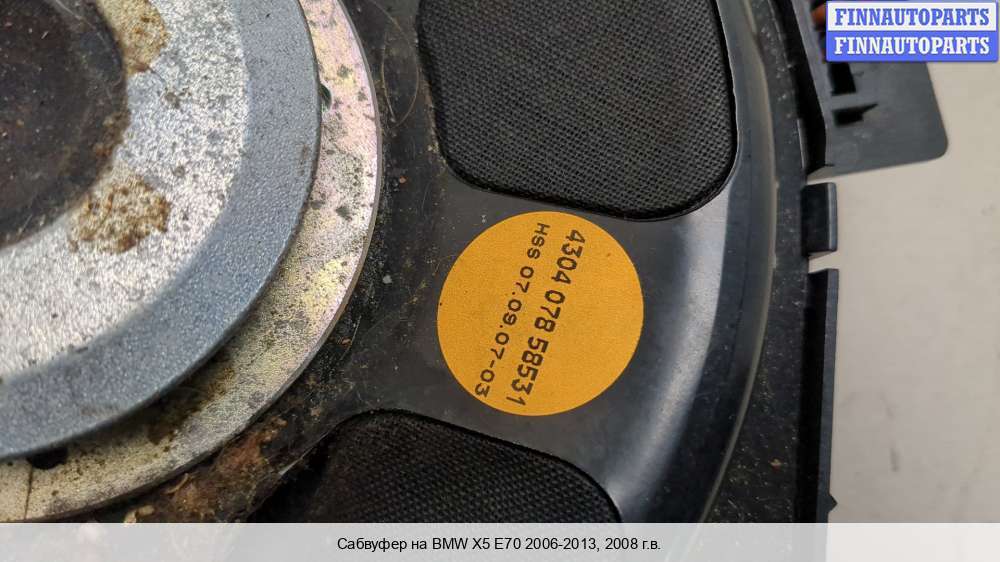 FINNAUTOPARTS
FINNAUTOPARTS
4304 078 58531
HSS 07.09.07-03
Сабвуфер на BMW X5 E70 2006-2013, 2008 г.в.